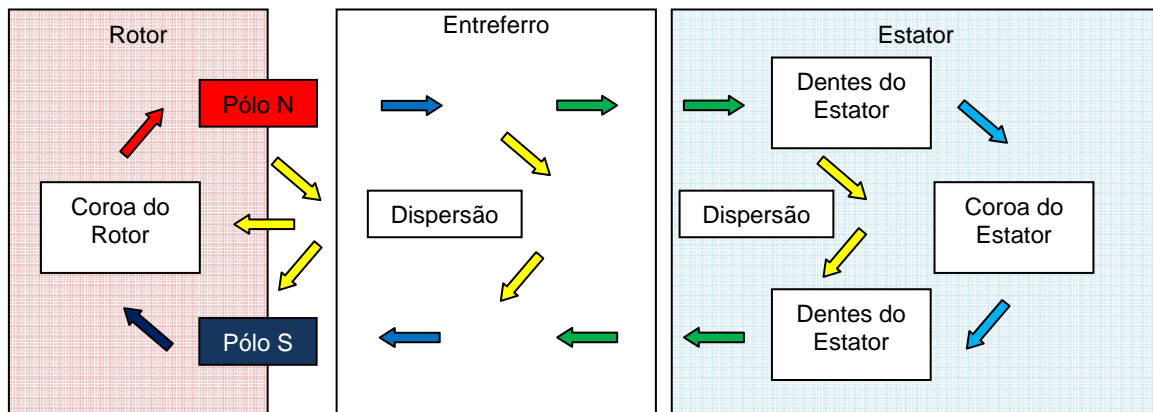 Rotor
Entreferro
Estator
Pólo N
Dentes do
Estator
Coroa do
Rotor
Dispersão
Dispersão
Coroa do
Estator
Pólo S
Dentes do
Estator